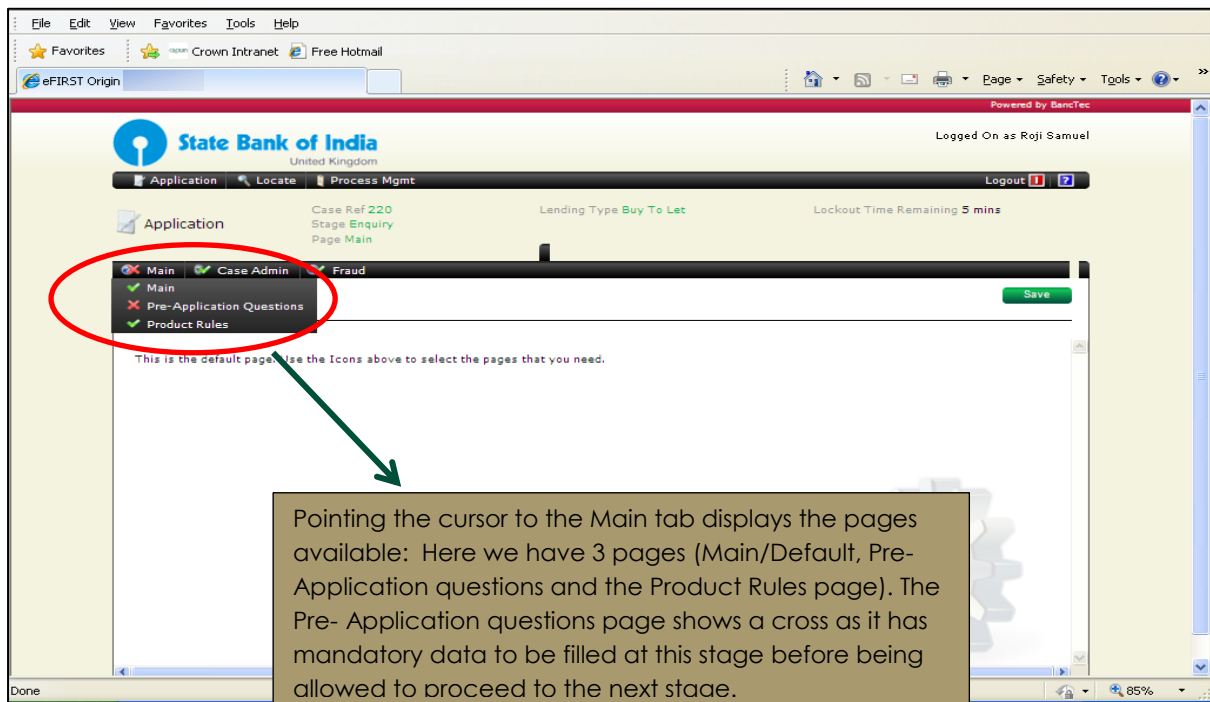 File Edit View Favorites Tools Help
Favorites Crown Intranet Free Hotmail
eFIRST Origin Page Safety Tools
Powered by BancTec
State Bank of India
United Kingdom
Logged On as Roji Samuel
Application Locate Process Mgmt Logout
Application
Case Ref 220 Lending Type Buy To Let Lockout Time Remaining 5 mins
Stage Enquiry
Page Main
Main Case Admin Fraud
Main
Pre-Application Questions
Product Rules
Save
This is the default page. Use the Icons above to select the pages that you need.
Pointing the cursor to the Main tab displays the pages
available: Here we have 3 pages (Main/Default, Pre-
Application questions and the Product Rules page). The
Pre- Application questions page shows a cross as it has
mandatory data to be filled at this stage before being
allowed to proceed to the next stage.
Done 85%